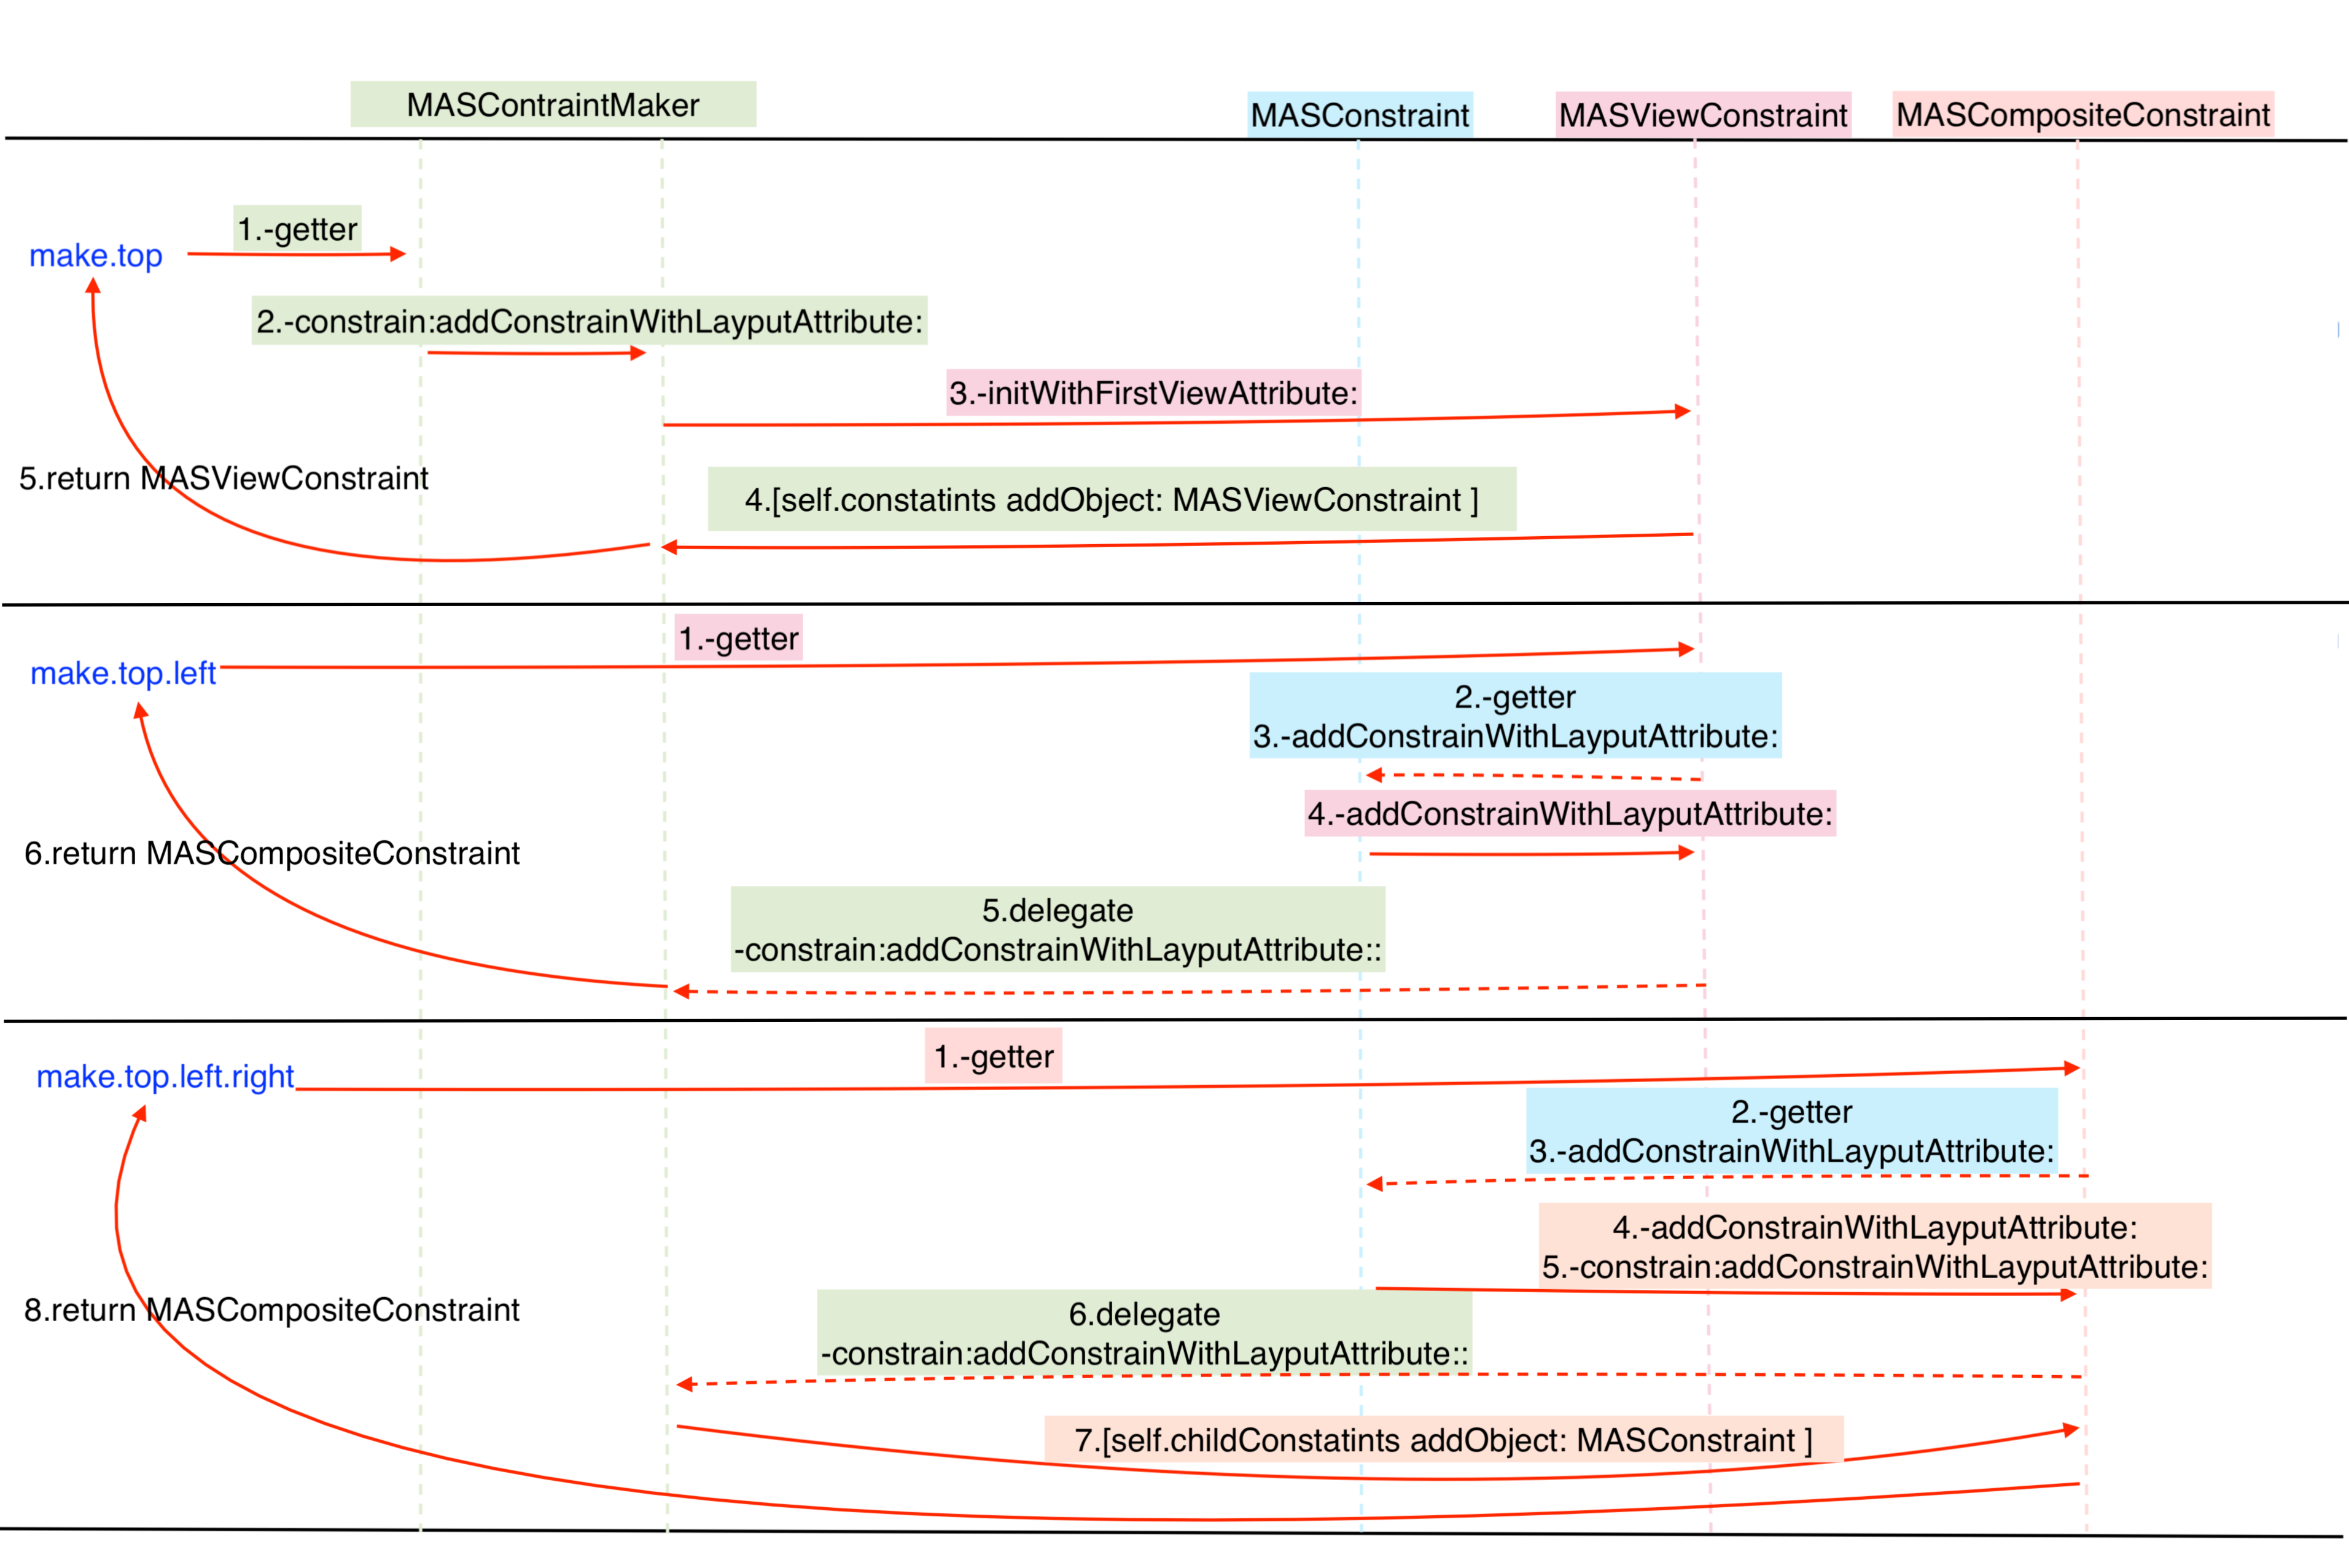 MASContraintMaker
MASConstraint
MASViewConstraint
MASCompositeConstraint
1.-getter
make.top
2.-constrain:addConstrainWithLayputAttribute:
3.-initWithFirstViewAttribute:
5.return MASViewConstraint
4.[self.constatints addObject: MASViewConstraint ]
1.-getter
make.top.left
2.-getter
3.-addConstrainWithLayputAttribute:
4.-addConstrainWithLayputAttribute:
6.return MASCompositeConstraint
5.delegate
-constrain:addConstrainWithLayputAttribute::
1.-getter
make.top.left.right
2.-getter
3.-addConstrainWithLayputAttribute:
4.-addConstrainWithLayputAttribute:
5.-constrain:addConstrainWithLayputAttribute:
8.return MASCompositeConstraint
6.delegate
-constrain:addConstrainWithLayputAttribute::
7.[self.childConstatints addObject: MASConstraint ]